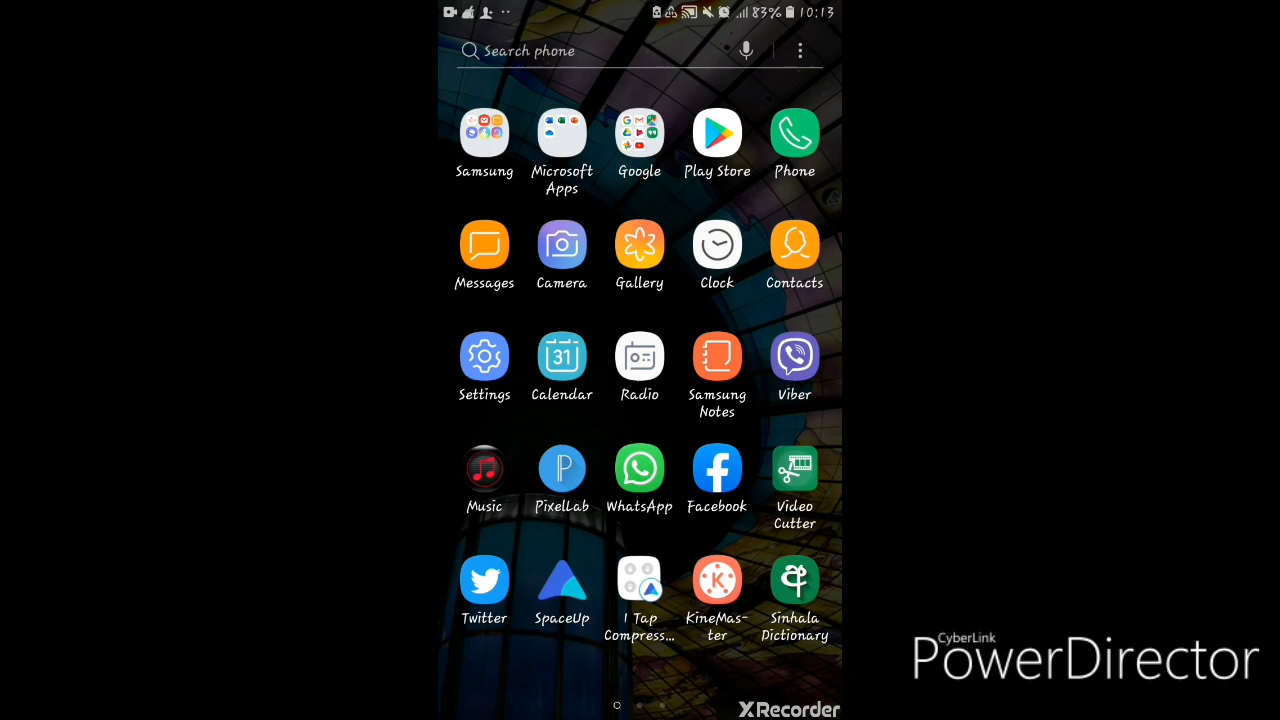 83% 10:13
Search phone
Samsung Microsoft Apps Google Play Store Phone
Messages Camera Gallery Clock Contacts
31
Settings Calendar Radio Samsung Notes Viber
P
Music PixelLab WhatsApp Facebook Video Cutter
K අ
Twitter SpaceUp 1 Tap Compress... KineMas-ter Sinhala Dictionary
CyberLink
PowerDirector
XRecorder